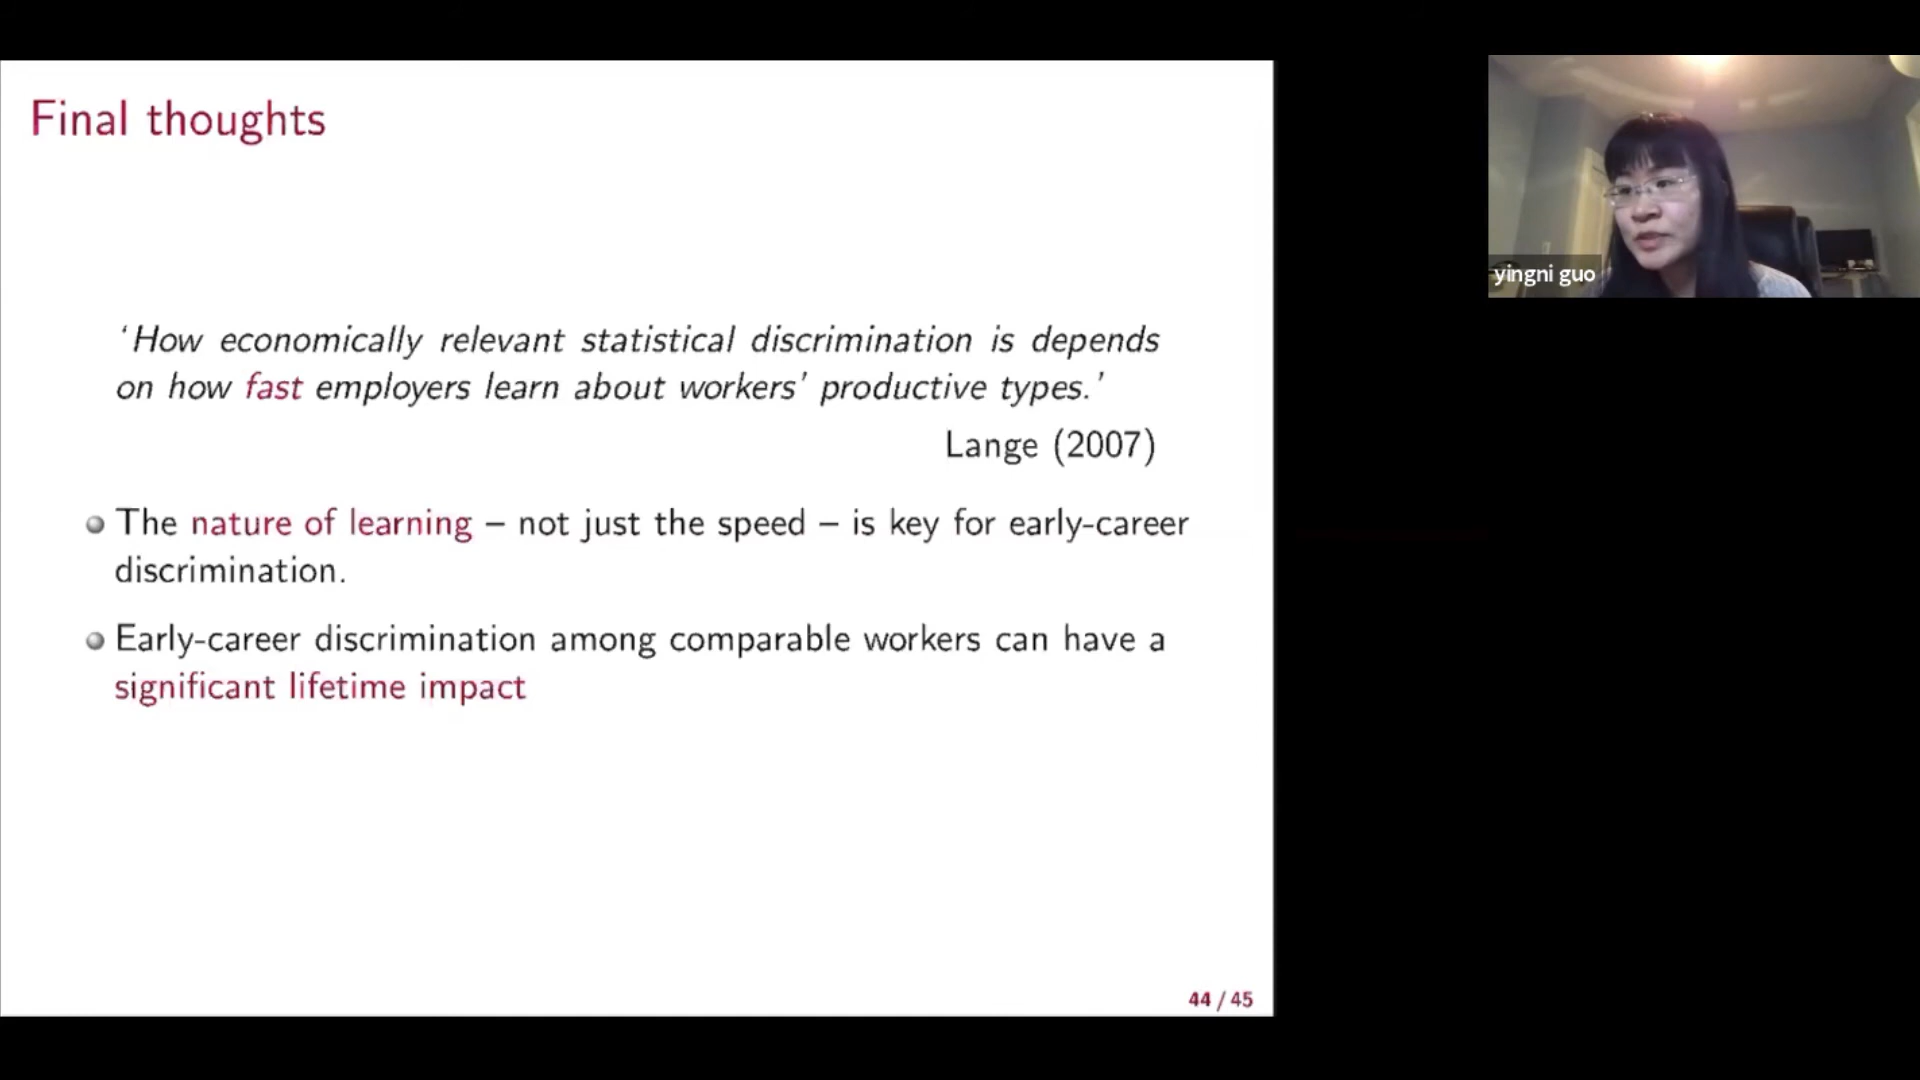 Final thoughts
‘How economically relevant statistical discrimination is depends
on how fast employers learn about workers’ productive types.’
Lange (2007)
The nature of learning – not just the speed – is key for early-career
discrimination.
Early-career discrimination among comparable workers can have a
significant lifetime impact
44 / 45
yingni guo